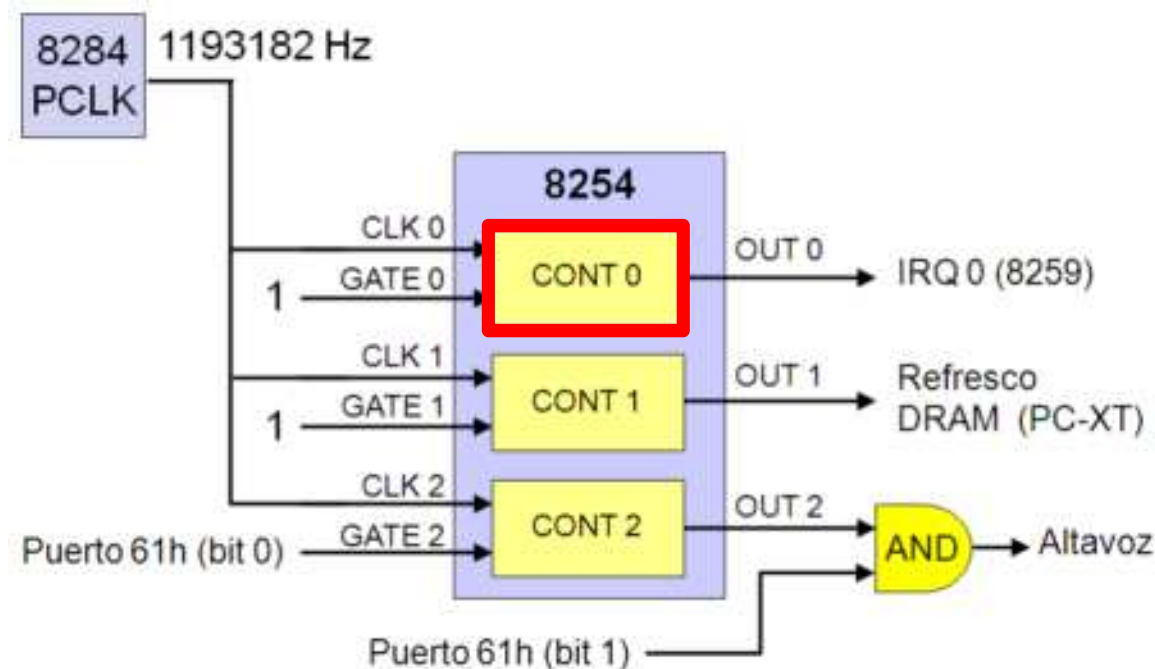 8284
PCLK
1193182 Hz
8254
CLK 0
GATE 0
1
CONT 0
OUT 0
IRQ 0 (8259)
CLK 1
GATE 1
1
CONT 1
OUT 1
Refresco
DRAM (PC-XT)
CLK 2
GATE 2
Puerto 61h (bit 0)
CONT 2
OUT 2
AND
Altavoz
Puerto 61h (bit 1)